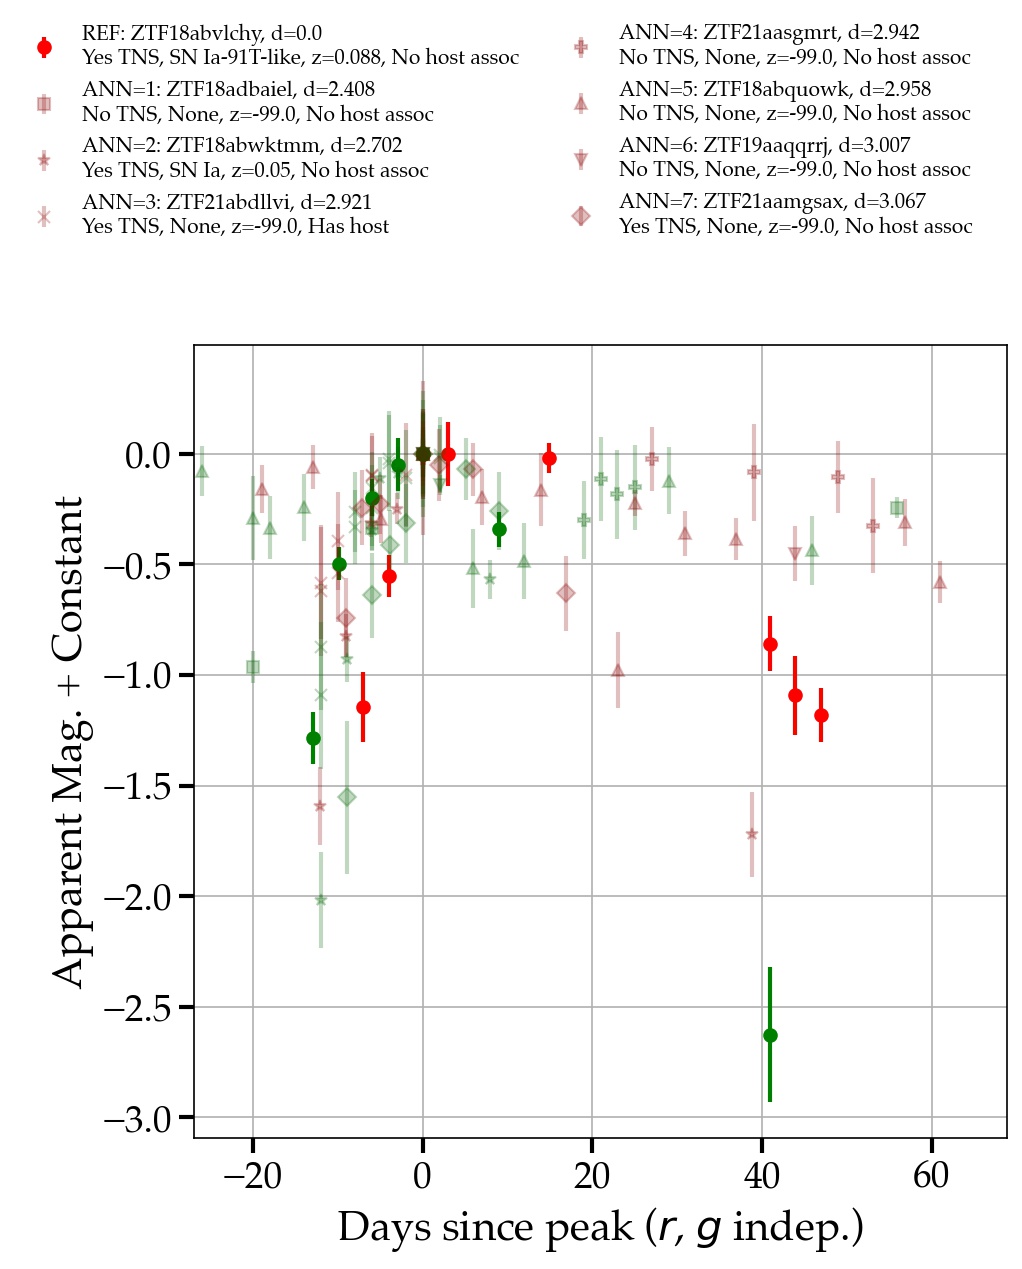 REF: ZTF18abvlchy, d=0.0
Yes TNS, SN Ia-91T-like, z=0.088, No host assoc
ANN=1: ZTF18adbaiel, d=2.408
No TNS, None, z=-99.0, No host assoc
ANN=2: ZTF18abwktmm, d=2.702
Yes TNS, SN Ia, z=0.05, No host assoc
ANN=3: ZTF21abdllvi, d=2.921
Yes TNS, None, z=-99.0, Has host
ANN=4: ZTF21aasgmrt, d=2.942
No TNS, None, z=-99.0, No host assoc
ANN=5: ZTF18abquowk, d=2.958
No TNS, None, z=-99.0, No host assoc
ANN=6: ZTF19aaqqrrj, d=3.007
No TNS, None, z=-99.0, No host assoc
ANN=7: ZTF21aamgsax, d=3.067
Yes TNS, None, z=-99.0, No host assoc
Apparent Mag. + Constant
0.0
−0.5
−1.0
−1.5
−2.0
−2.5
−3.0
−20
0
20
40
60
Days since peak (r, g indep.)